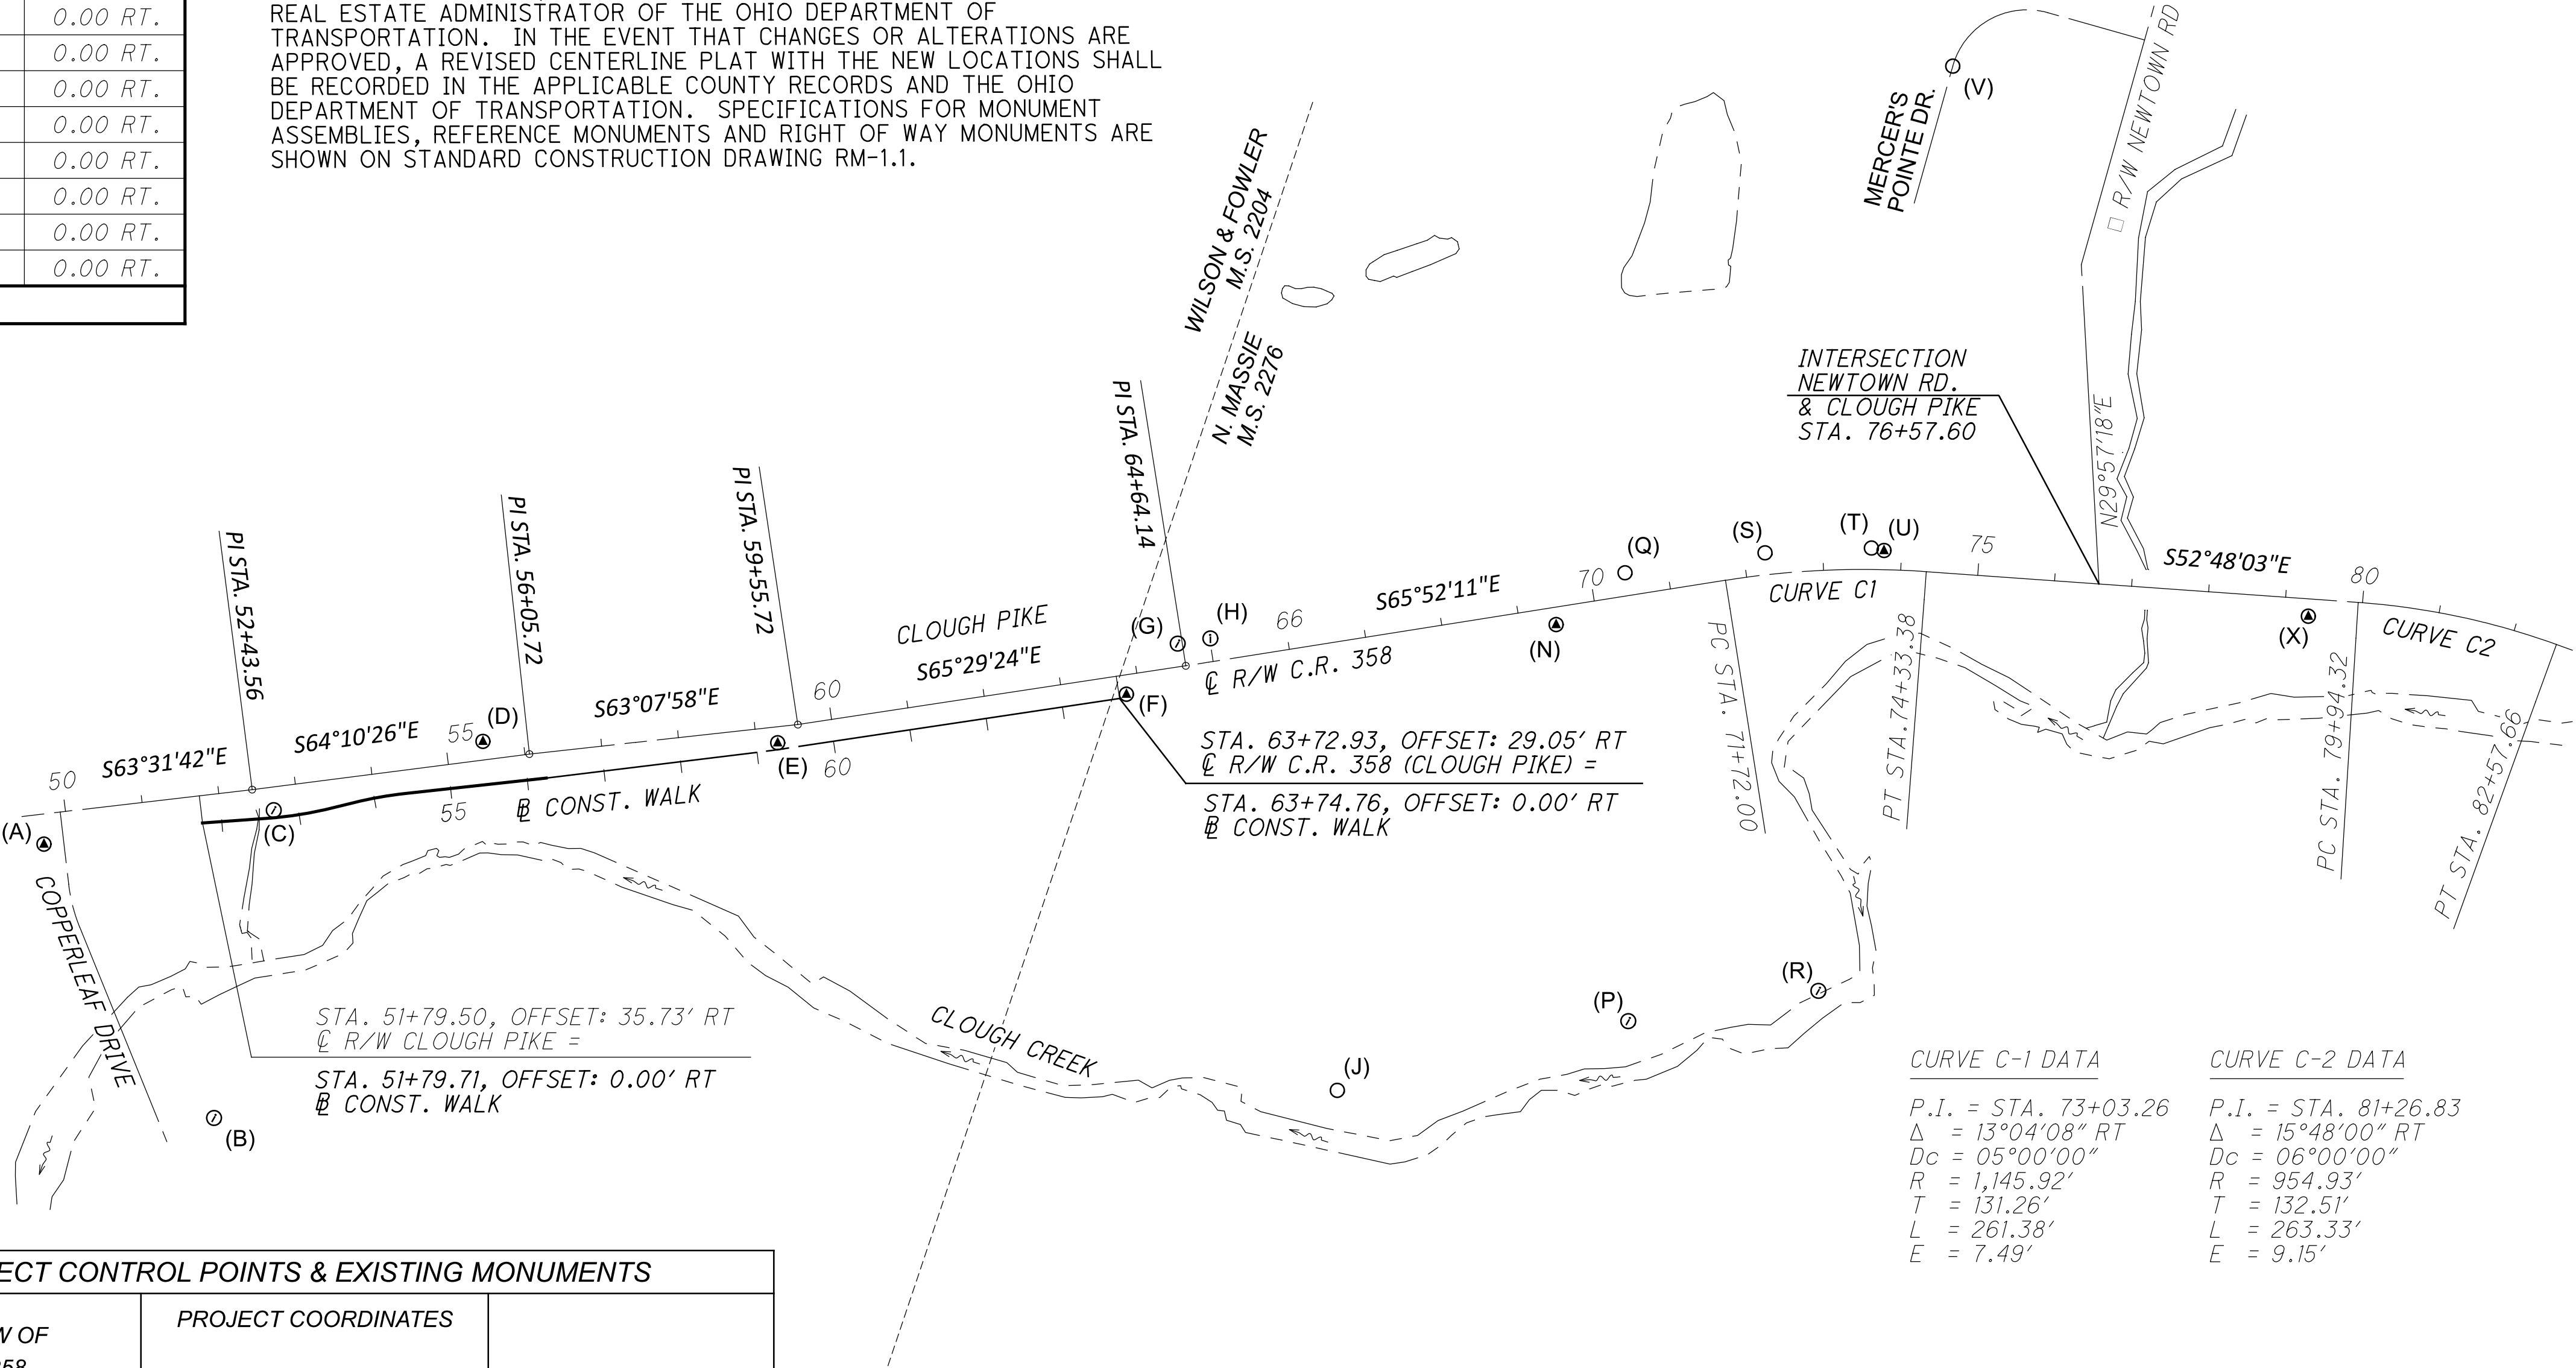 0.00 RT.
0.00 RT.
0.00 RT.
0.00 RT.
0.00 RT.
0.00 RT.
0.00 RT.
0.00 RT.
REAL ESTATE ADMINISTRATOR OF THE OHIO DEPARTMENT OF
TRANSPORTATION. IN THE EVENT THAT CHANGES OR ALTERATIONS ARE
APPROVED, A REVISED CENTERLINE PLAT WITH THE NEW LOCATIONS SHALL
BE RECORDED IN THE APPLICABLE COUNTY RECORDS AND THE OHIO
DEPARTMENT OF TRANSPORTATION. SPECIFICATIONS FOR MONUMENT
ASSEMBLIES, REFERENCE MONUMENTS AND RIGHT OF WAY MONUMENTS ARE
SHOWN ON STANDARD CONSTRUCTION DRAWING RM-1.1.
WILSON & FOWLER
M.S. 2204
N. MASSIE
M.S. 2276
MERCER'S
POINTE DR.
(V)
R/W NEWTOWN RD
INTERSECTION
NEWTOWN RD.
& CLOUGH PIKE
STA. 76+57.60
N29°57'18"E
PI STA. 52+43.56
PI STA. 56+05.72
PI STA. 59+55.72
PI STA. 64+64.14
50
S63°31'42"E
S64°10'26"E
55
(D)
S63°07'58"E
60
CLOUGH PIKE
S65°29'24"E
(G)
(H)
66
S65°52'11"E
70
(Q)
(S)
(T)
(U)
75
S52°48'03"E
80
CURVE C1
CURVE C2
(N)
(X)
℄ R/W C.R. 358
(A)
(C)
55
℄ CONST. WALK
(E)
60
(F)
STA. 63+72.93, OFFSET: 29.05' RT
℄ R/W C.R. 358 (CLOUGH PIKE) =
STA. 63+74.76, OFFSET: 0.00' RT
BL CONST. WALK
PC STA. 71+72.00
PT STA.74+33.38
PC STA. 79+94.32
PT STA. 82+57.66
COPPERLEAF DRIVE
STA. 51+79.50, OFFSET: 35.73' RT
℄ R/W CLOUGH PIKE =
STA. 51+79.71, OFFSET: 0.00' RT
BL CONST. WALK
(B)
CLOUGH CREEK
(J)
(P)
(R)
CURVE C-1 DATA
P.I. = STA. 73+03.26
Δ = 13°04'08" RT
Dc = 05°00'00"
R = 1,145.92'
T = 131.26'
L = 261.38'
E = 7.49'
CURVE C-2 DATA
P.I. = STA. 81+26.83
Δ = 15°48'00" RT
Dc = 06°00'00"
R = 954.93'
T = 132.51'
L = 263.33'
E = 9.15'
ECT CONTROL POINTS & EXISTING MONUMENTS
W OF
358
PROJECT COORDINATES